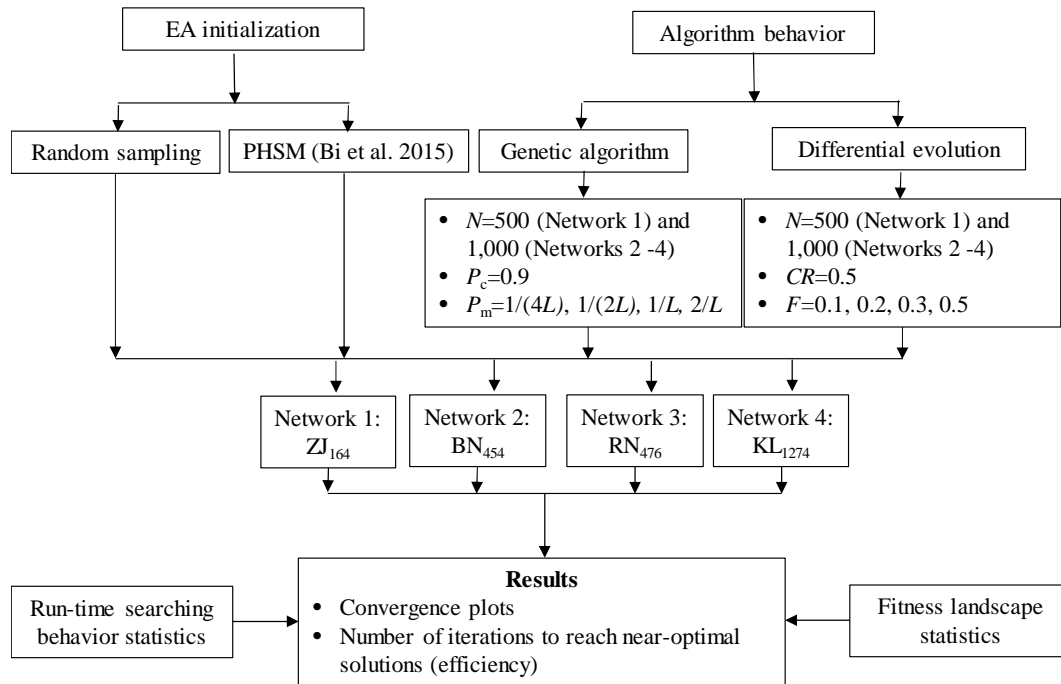 EA initialization
Algorithm behavior
Random sampling
PHSM (Bi et al. 2015)
Genetic algorithm
Differential evolution
• N=500 (Network 1) and
1,000 (Networks 2 -4)
• Pc=0.9
• Pm=1/(4L), 1/(2L), 1/L, 2/L
• N=500 (Network 1) and
1,000 (Networks 2 -4)
• CR=0.5
• F=0.1, 0.2, 0.3, 0.5
Network 1:
ZJ164
Network 2:
BN454
Network 3:
RN476
Network 4:
KL1274
Run-time searching
behavior statistics
Results
• Convergence plots
• Number of iterations to reach near-optimal
solutions (efficiency)
Fitness landscape
statistics